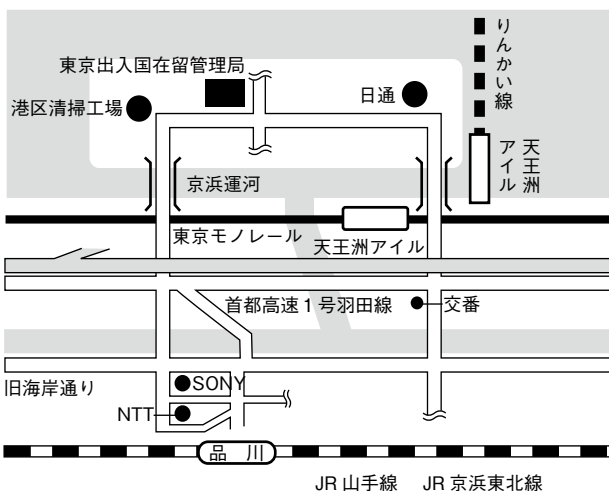 りんかい線
東京出入国在留管理局
日通
港区清掃工場
天王洲
アイル
京浜運河
東京モノレール
天王洲アイル
首都高速1号羽田線
交番
旧海岸通り
SONY
NTT
品川
JR 山手線 JR 京浜東北線